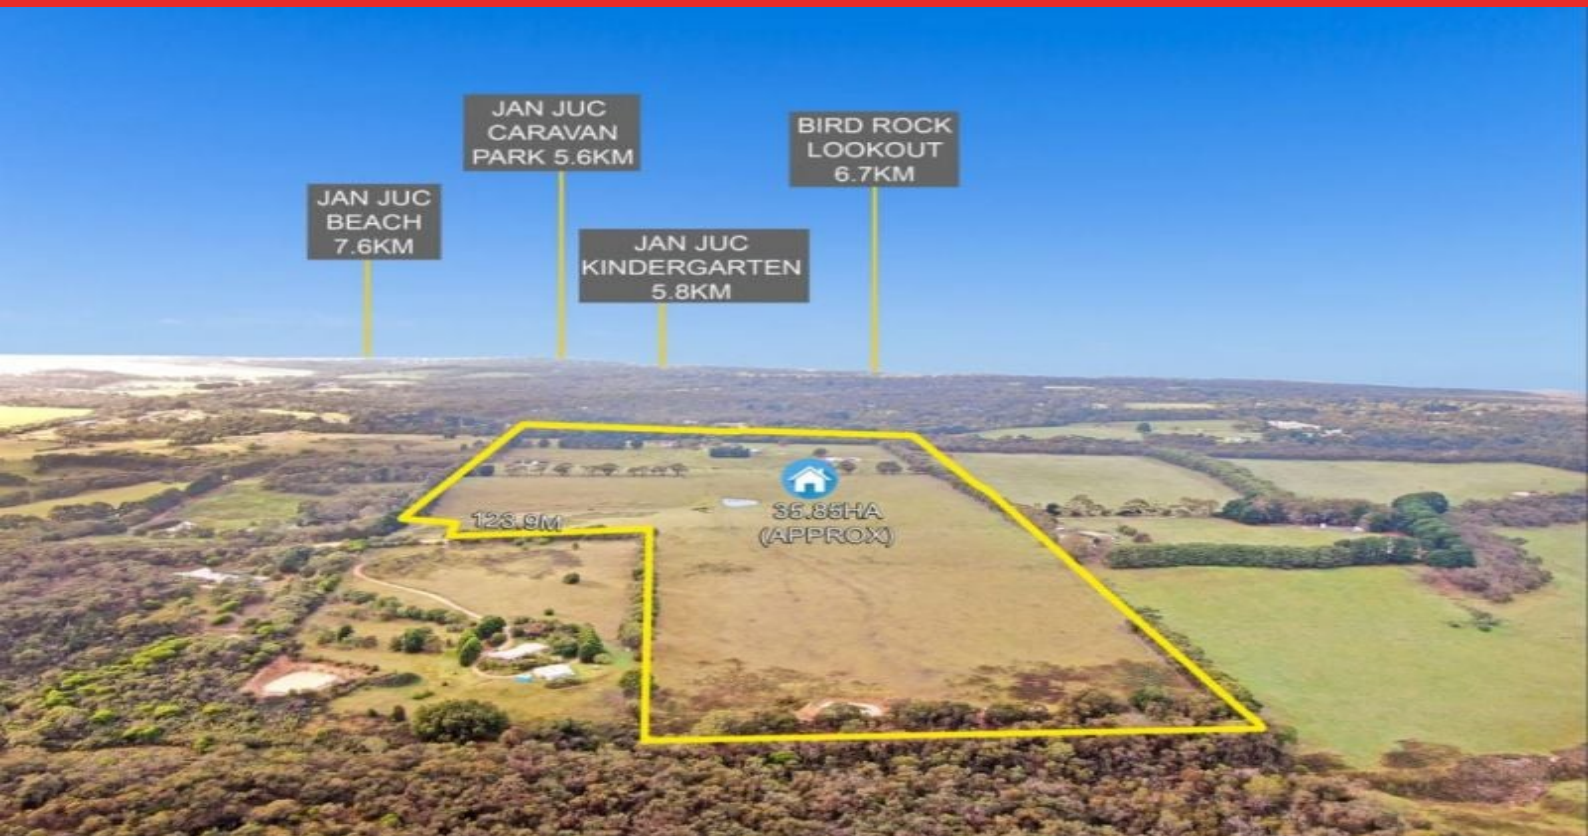 JAN JUC
CARAVAN
PARK 5.6KM
BIRD ROCK
LOOKOUT
6.7KM
JAN JUC
BEACH
7.6KM
JAN JUC
KINDERGARTEN
5.8KM
123.9M
35.85HA
(APPROX)